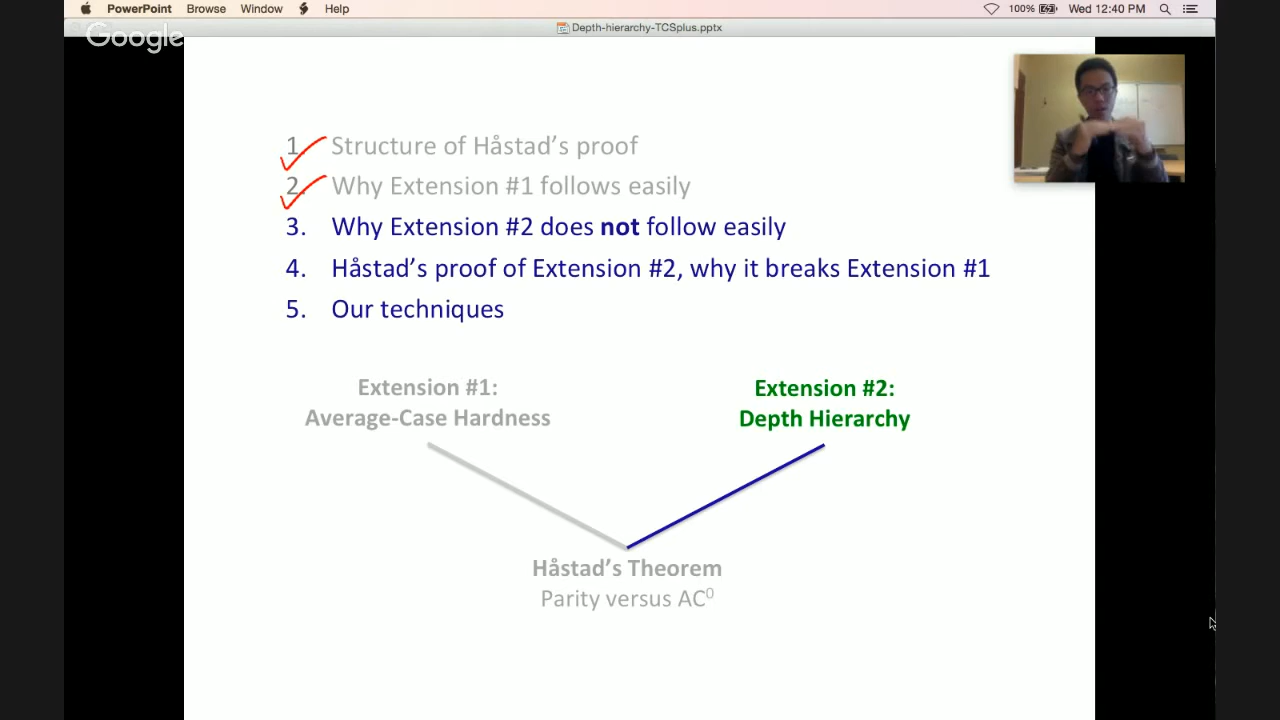 PowerPoint Browse Window Help 100% Wed 12:40 PM
Google
Depth-hierarchy-TCSplus.pptx
1. Structure of Håstad's proof
2. Why Extension #1 follows easily
3. Why Extension #2 does not follow easily
4. Håstad's proof of Extension #2, why it breaks Extension #1
5. Our techniques
Extension #1:
Average-Case Hardness
Extension #2:
Depth Hierarchy
Håstad's Theorem
Parity versus AC⁰